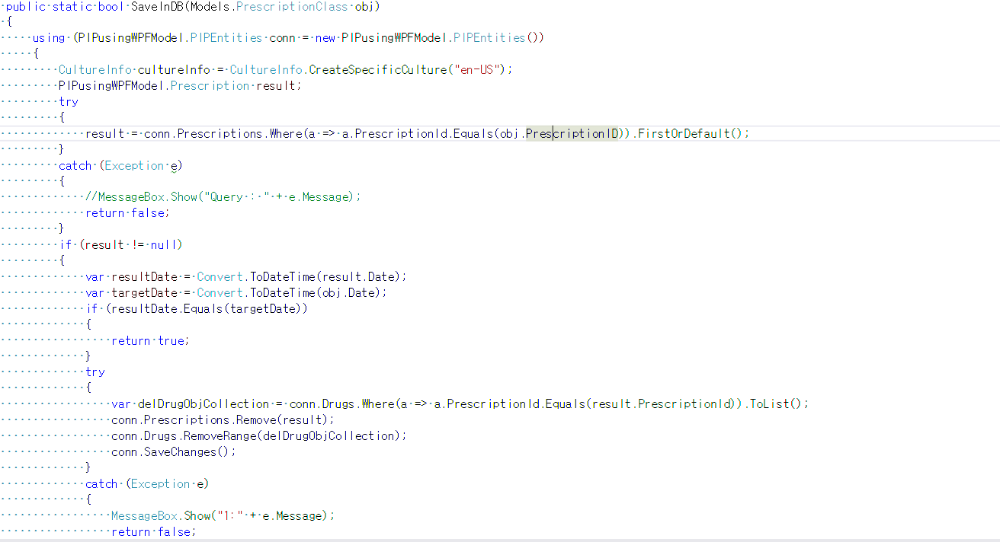 public static bool SaveInDB(Models.PrescriptionClass obj)
{
using (PIPusingWPFModel.PIPEntities conn = new PIPusingWPFModel.PIPEntities())
{
CultureInfo cultureInfo = CultureInfo.CreateSpecificCulture("en-US");
PIPusingWPFModel.Prescription result;
try
{
result = conn.Prescriptions.Where(a => a.PrescriptionId.Equals(obj.PrescriptionID)).FirstOrDefault();
}
catch (Exception e)
{
//MessageBox.Show("Query : " + e.Message);
return false;
}
if (result != null)
{
var resultDate = Convert.ToDateTime(result.Date);
var targetDate = Convert.ToDateTime(obj.Date);
if (resultDate.Equals(targetDate))
{
return true;
}
try
{
var delDrugObjCollection = conn.Drugs.Where(a => a.PrescriptionId.Equals(result.PrescriptionId)).ToList();
conn.Prescriptions.Remove(result);
conn.Drugs.RemoveRange(delDrugObjCollection);
conn.SaveChanges();
}
catch (Exception e)
{
MessageBox.Show("1:" + e.Message);
return false;